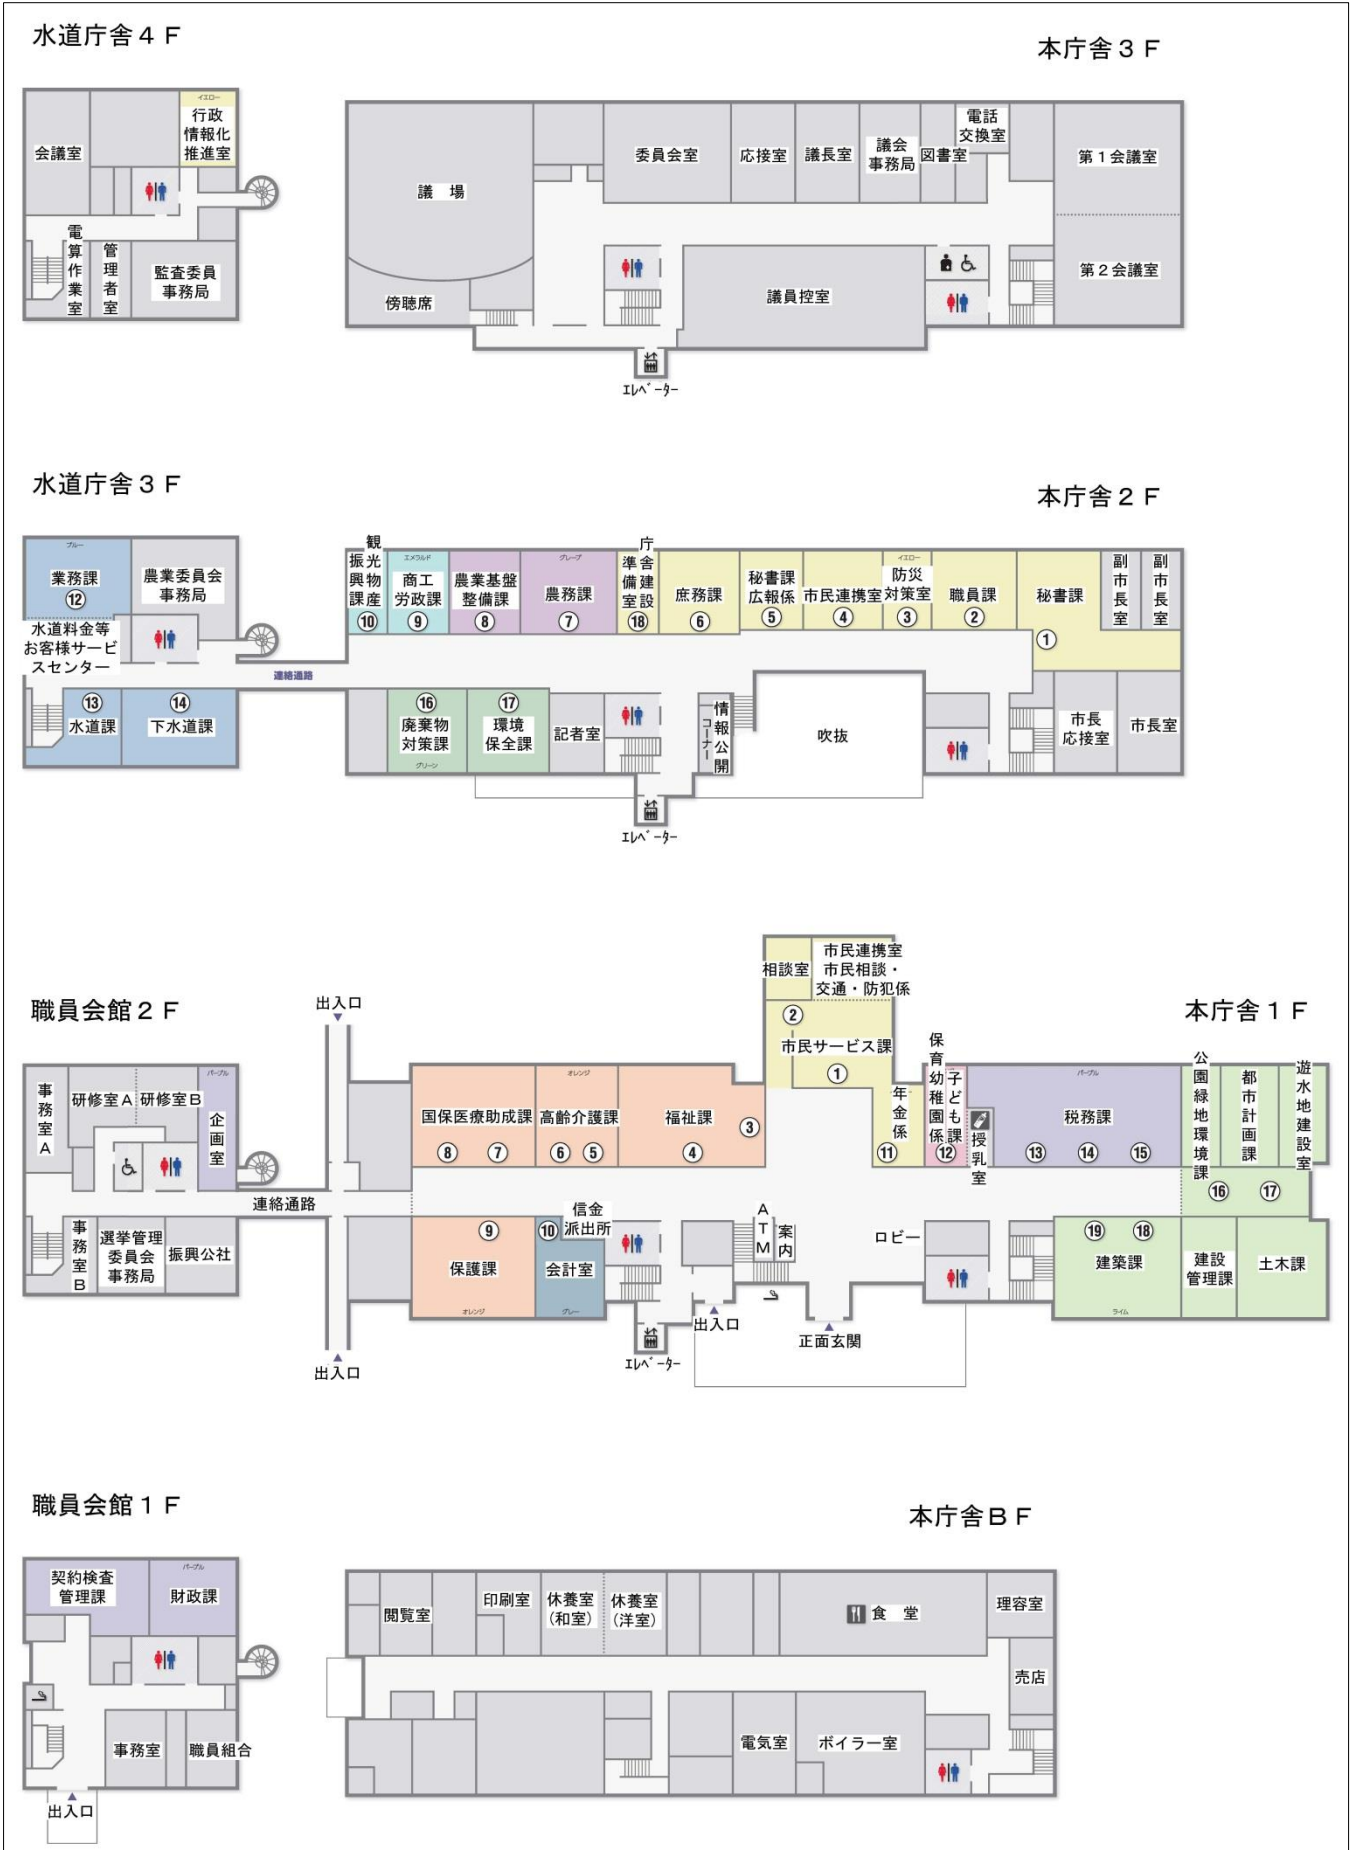 水道庁舎４Ｆ
本庁舎３Ｆ
イエロー
行政
情報化
推進室
会議室
電算作業室
管理者室
監査委員
事務局
議　場
傍聴席
委員会室
応接室
議長室
議会
事務局
図書室
電話
交換室
第１会議室
第２会議室
議員控室
エレベーター
水道庁舎３Ｆ
本庁舎２Ｆ
ブルー
業務課
⑫
農業委員会
事務局
水道料金等
お客様サービ
スセンター
⑬
水道課
⑭
下水道課
連絡通路
観光物産
振興課
⑩
エメラルド
商工
労政課
⑨
農業基盤
整備課
⑧
グレープ
農務課
⑦
庁舎建設
準備室
⑱
庶務課
⑥
秘書課
広報係
⑤
市民連携室
④
イエロー
防災
対策室
③
職員課
②
秘書課
①
副市長室
副市長室
⑯
廃棄物
対策課
グリーン
⑰
環境
保全課
記者室
情報公開
コーナー
吹抜
市長
応接室
市長室
エレベーター
職員会館２Ｆ
本庁舎１Ｆ
出入口
事務室Ａ
研修室Ａ
研修室Ｂ
パープル
企画室
連絡通路
事務室Ｂ
選挙管理
委員会
事務局
振興公社
出入口
国保医療助成課
⑧
⑦
オレンジ
高齢介護課
⑥
⑤
福祉課
④
③
相談室
市民連携室
市民相談・
交通・防犯係
②
市民サービス課
①
年金係
⑪
保育幼稚園係
子ども課
⑫
授乳室
パープル
税務課
⑬
⑭
⑮
公園緑地環境課
都市計画課
遊水地建設室
⑯
⑰
⑨
保護課
オレンジ
信金
派出所
⑩
会計室
グレー
ＡＴＭ
案内
ロビー
⑲
⑱
建築課
ライム
建設
管理課
土木課
出入口
正面玄関
エレベーター
職員会館１Ｆ
本庁舎ＢＦ
契約検査
管理課
パープル
財政課
事務室
職員組合
出入口
閲覧室
印刷室
休養室
（和室）
休養室
（洋室）
食　堂
理容室
売店
電気室
ボイラー室